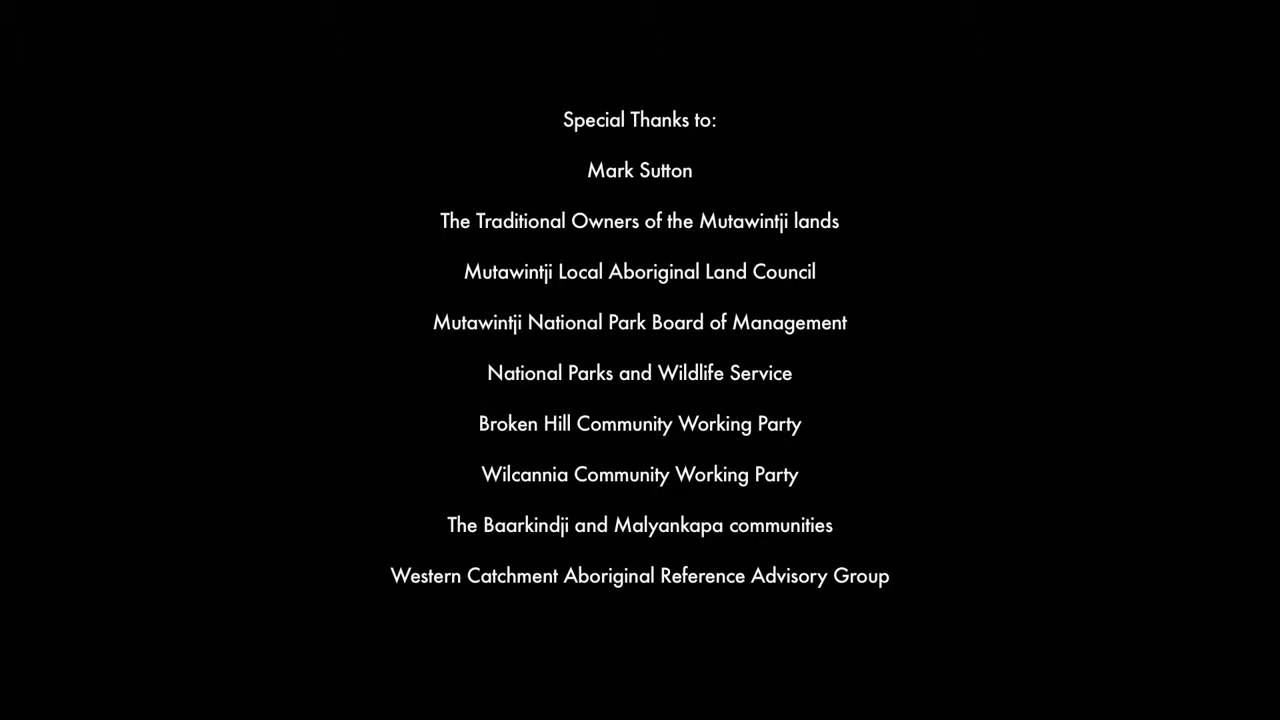 Special Thanks to:
Mark Sutton
The Traditional Owners of the Mutawintji lands
Mutawintji Local Aboriginal Land Council
Mutawintji National Park Board of Management
National Parks and Wildlife Service
Broken Hill Community Working Party
Wilcannia Community Working Party
The Baarkindji and Malyankapa communities
Western Catchment Aboriginal Reference Advisory Group